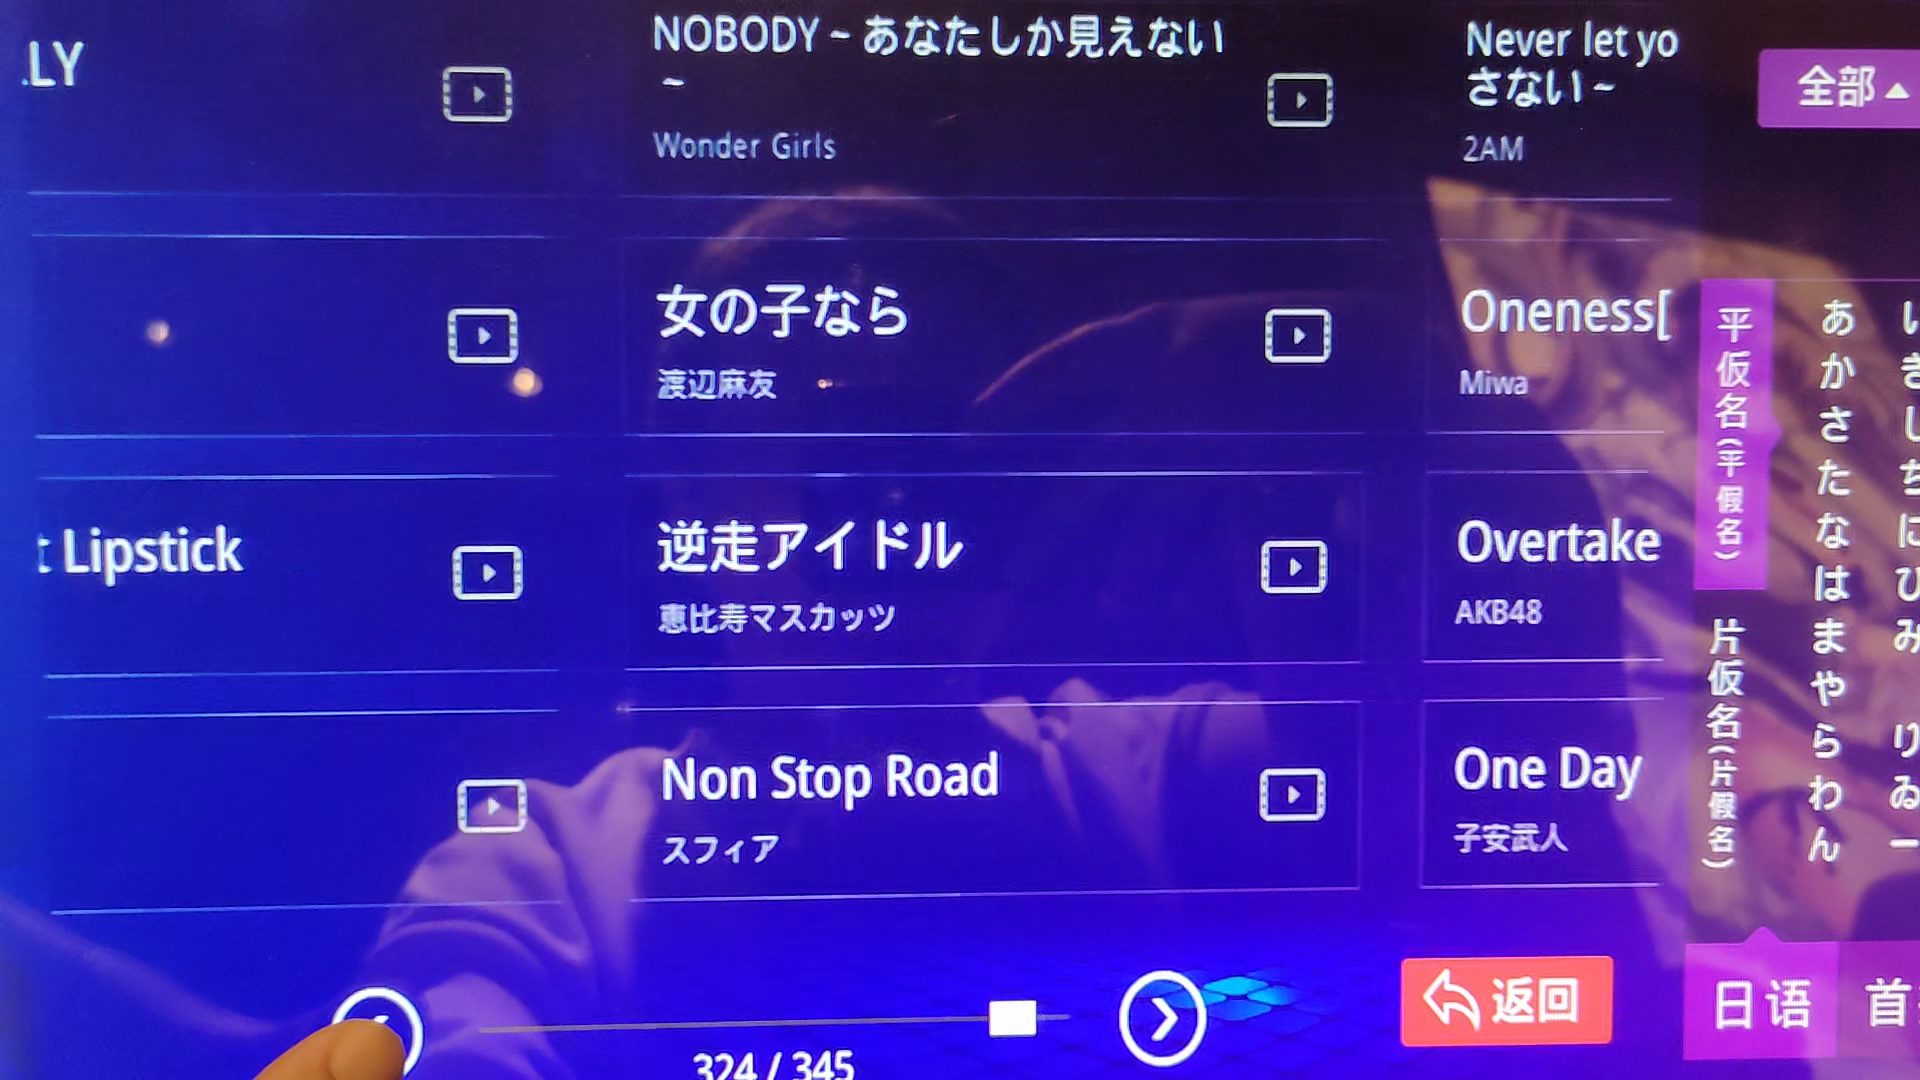 LY
NOBODY ~ あなたしか見えない
~
Wonder Girls
Never let yo
さない ~
2AM
全部
女の子なら
渡辺麻友
Oneness[
Miwa
t Lipstick
逆走アイドル
恵比寿マスカッツ
Overtake
AKB48
Non Stop Road
スフィア
One Day
子安武人
平仮名(平假名)
片仮名(片假名)
あ い
か き
さ し
た ち
な に
は ひ
ま み
や
ら り
わ ゐ
ん ー
324 / 345
返回
日语
首